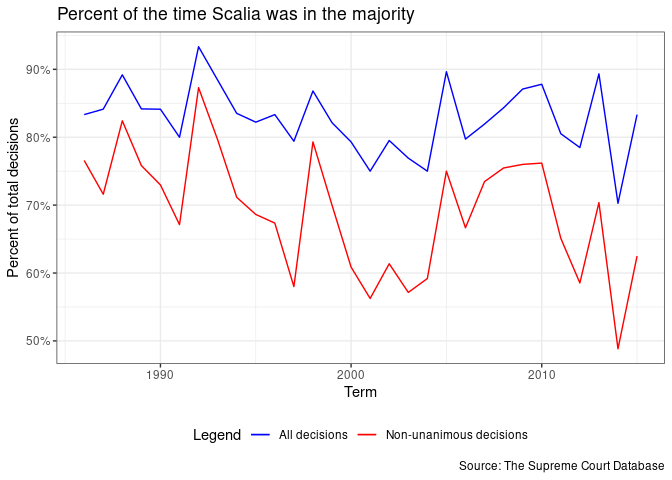 Percent of the time Scalia was in the majority
Percent of total decisions
90%
80%
70%
60%
50%
1990 2000 2010
Term
Legend All decisions Non-unanimous decisions
Source: The Supreme Court Database